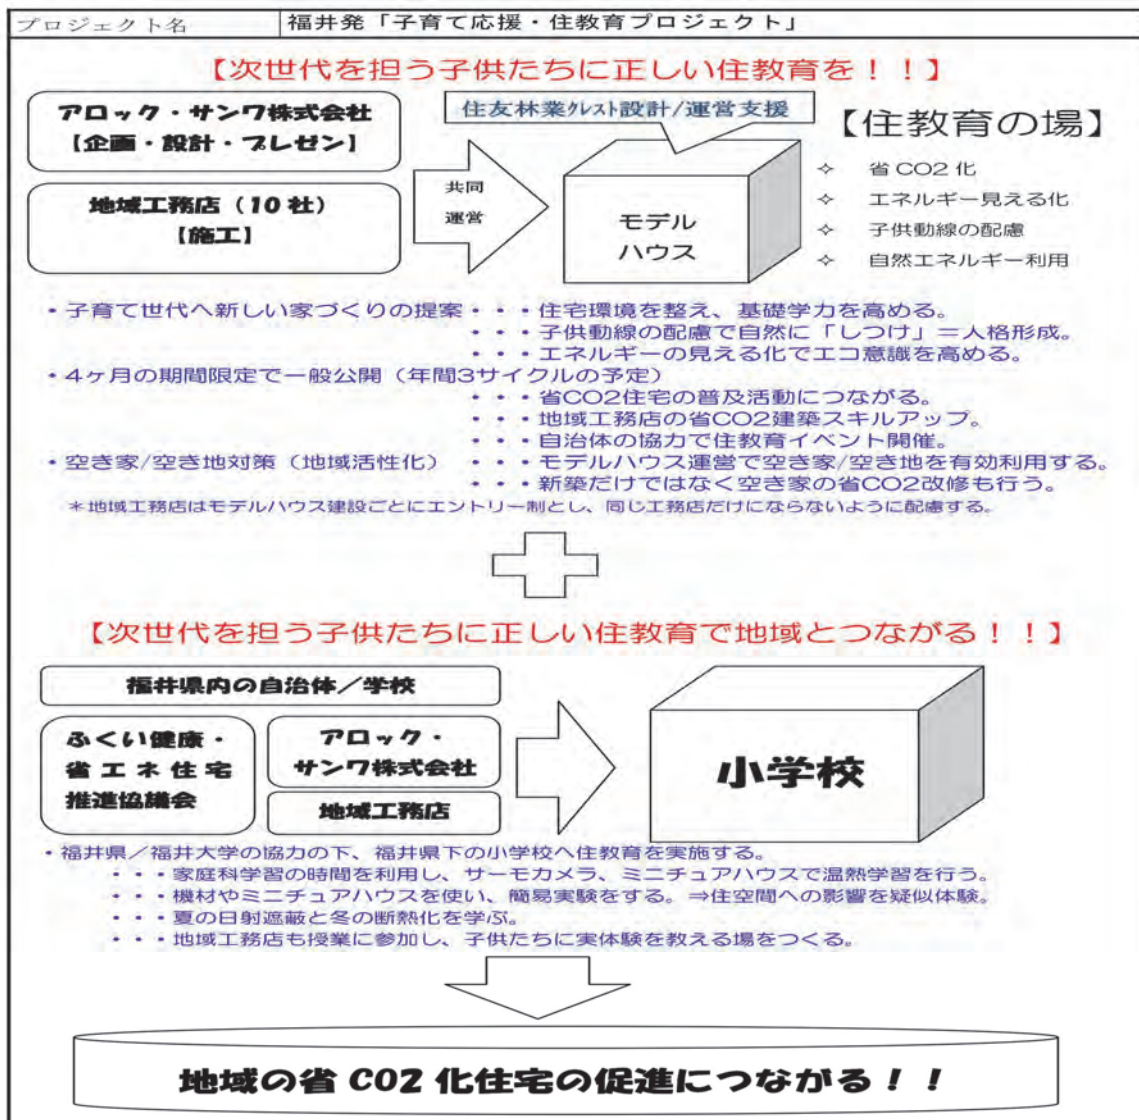 プロジェクト名 福井発「子育て応援・住教育プロジェクト」
【次世代を担う子供たちに正しい住教育を！！】
アロック・サンワ株式会社
【企画・設計・プレゼン】
地域工務店（10社）
【施工】
共同
運営
住友林業クレスト設計/運営支援
モデル
ハウス
【住教育の場】
✧ 省CO2化
✧ エネルギー見える化
✧ 子供動線の配慮
✧ 自然エネルギー利用
・子育て世代へ新しい家づくりの提案・・・住宅環境を整え、基礎学力を高める。
・・・子供動線の配慮で自然に「しつけ」＝人格形成。
・・・エネルギーの見える化でエコ意識を高める。
・4ヶ月の期間限定で一般公開（年間3サイクルの予定）
・・・省CO2住宅の普及活動につながる。
・・・地域工務店の省CO2建築スキルアップ。
・・・自治体の協力で住教育イベント開催。
・空き家/空き地対策（地域活性化） ・・・モデルハウス運営で空き家/空き地を有効利用する。
・・・新築だけではなく空き家の省CO2改修も行う。
＊地域工務店はモデルハウス建設ごとにエントリー制とし、同じ工務店だけにならないように配慮する。
【次世代を担う子供たちに正しい住教育で地域とつながる！！】
福井県内の自治体／学校
ふくい健康・
省エネ住宅
推進協議会
アロック・
サンワ株式会社
地域工務店
小学校
・福井県／福井大学の協力の下、福井県下の小学校へ住教育を実施する。
・・・家庭科学習の時間を利用し、サーモカメラ、ミニチュアハウスで温熱学習を行う。
・・・機材やミニチュアハウスを使い、簡易実験をする。⇒住空間への影響を疑似体験。
・・・夏の日射遮蔽と冬の断熱化を学ぶ。
・・・地域工務店も授業に参加し、子供たちに実体験を教える場をつくる。
地域の省CO2化住宅の促進につながる！！